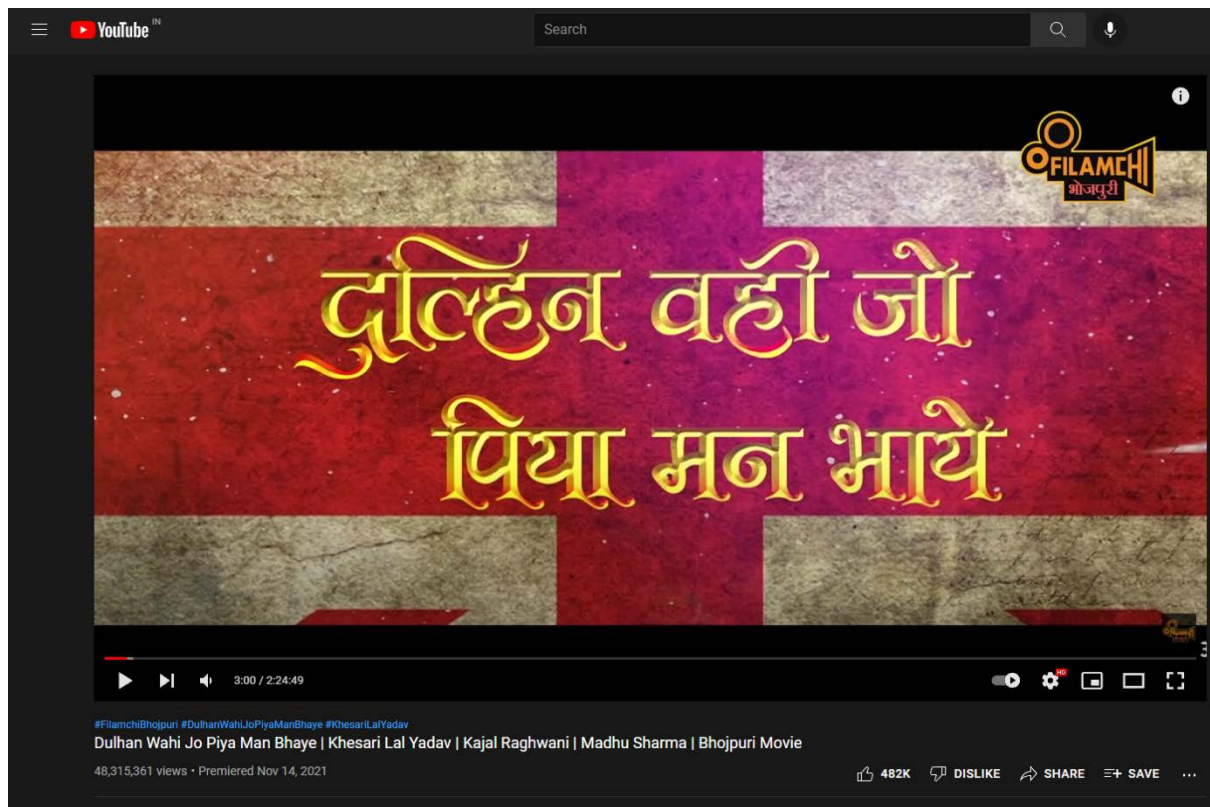 YouTube IN
Search
FILAMCHI
भोजपुरी
दुल्हिन वही जो
पिया मन भाये
3:00 / 2:24:49
HD
#FilamchiBhojpuri #DulhanWahiJoPiyaManBhaye #KhesariLalYadav
Dulhan Wahi Jo Piya Man Bhaye | Khesari Lal Yadav | Kajal Raghwani | Madhu Sharma | Bhojpuri Movie
48,315,361 views • Premiered Nov 14, 2021
482K DISLIKE SHARE SAVE